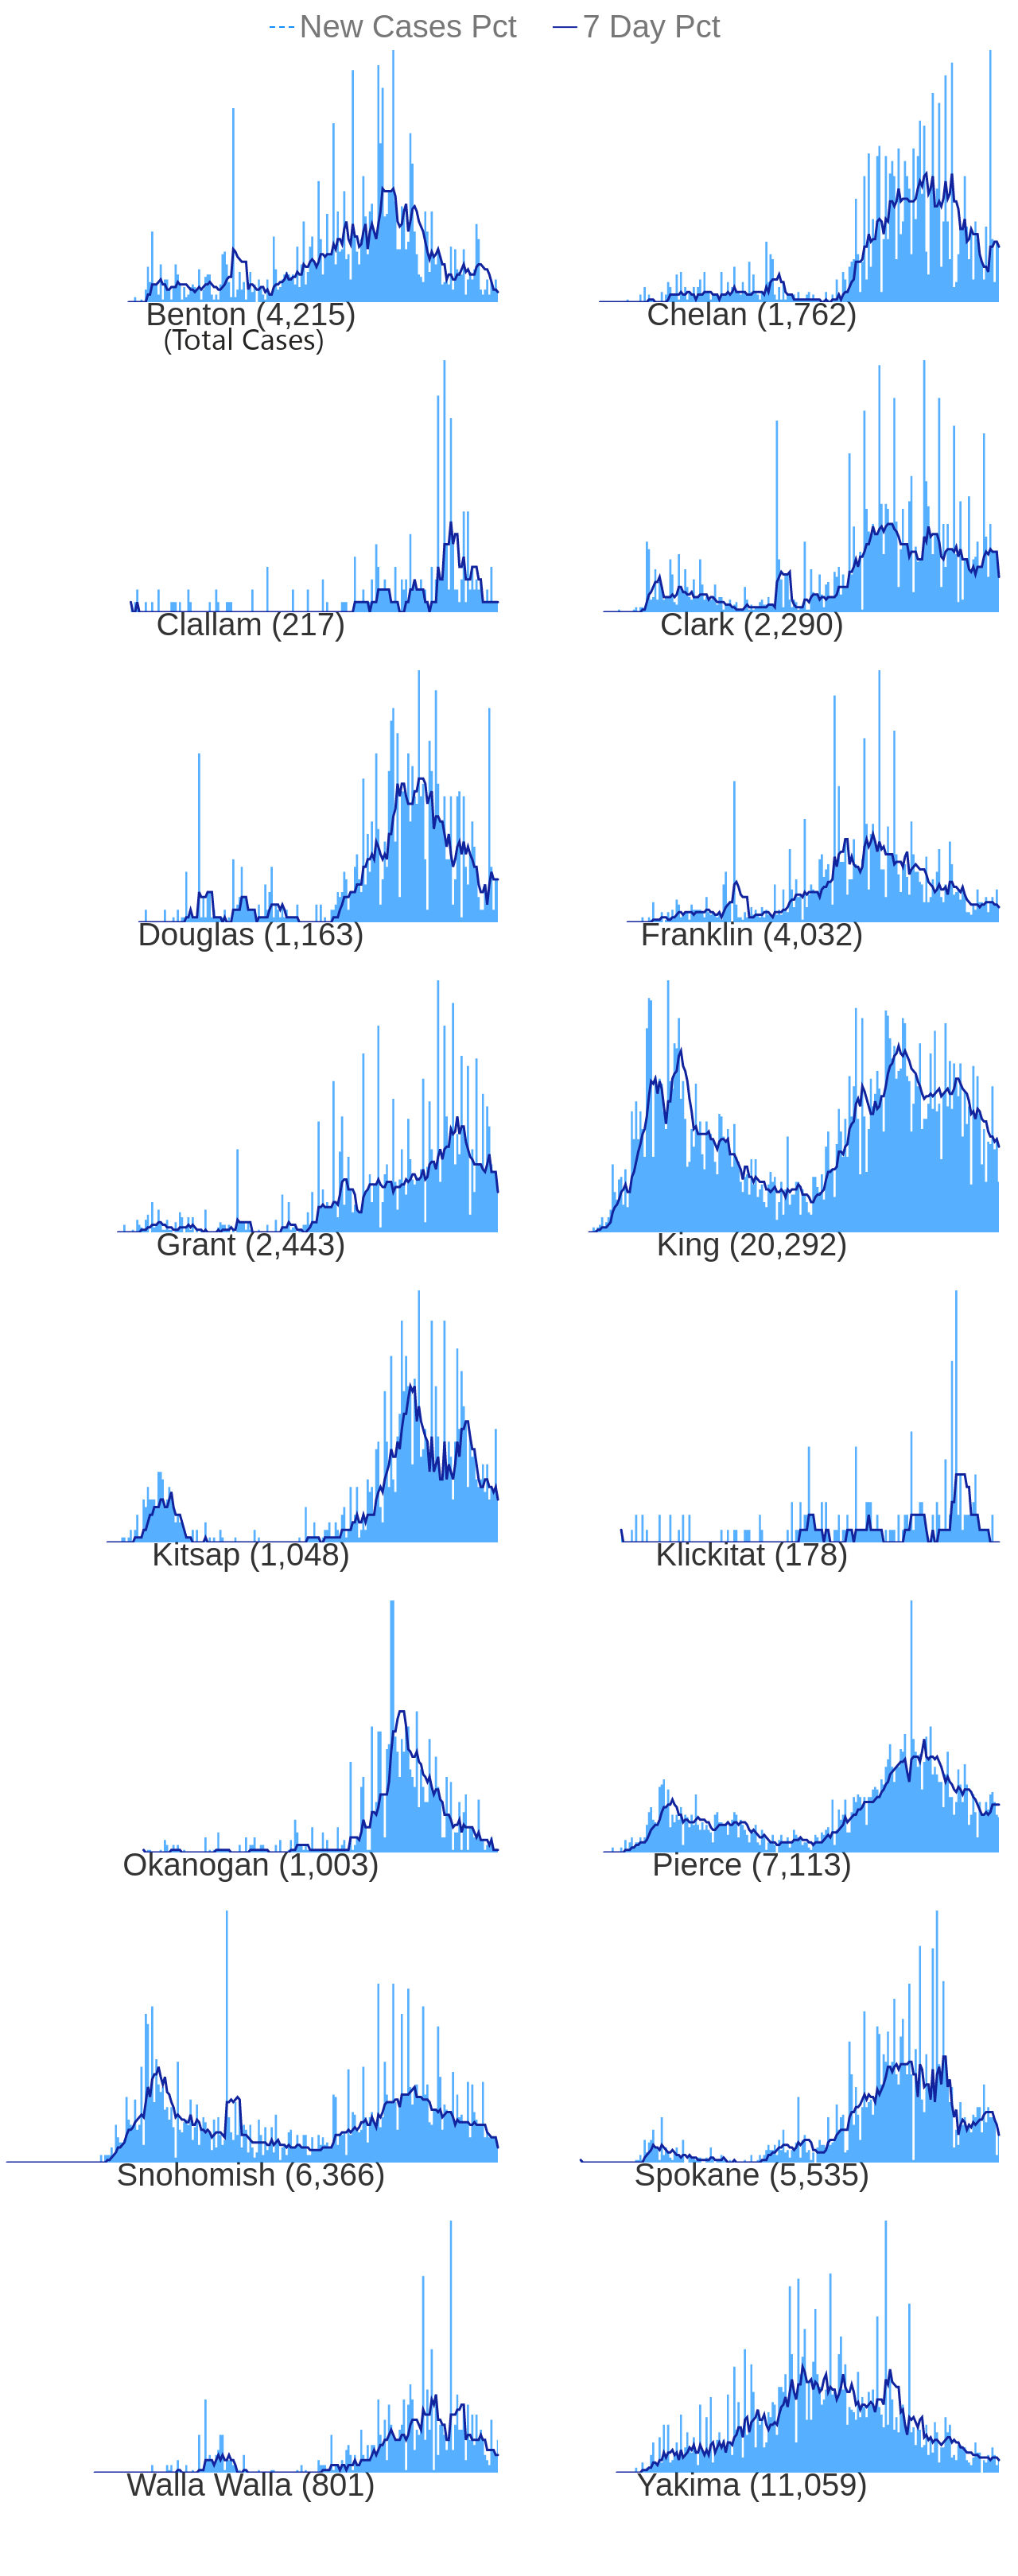 New Cases Pct 7 Day Pct
Benton (4,215) Chelan (1,762)
(Total Cases)
Clallam (217) Clark (2,290)
Douglas (1,163) Franklin (4,032)
Grant (2,443) King (20,292)
Kitsap (1,048) Klickitat (178)
Okanogan (1,003) Pierce (7,113)
Snohomish (6,366) Spokane (5,535)
Walla Walla (801) Yakima (11,059)